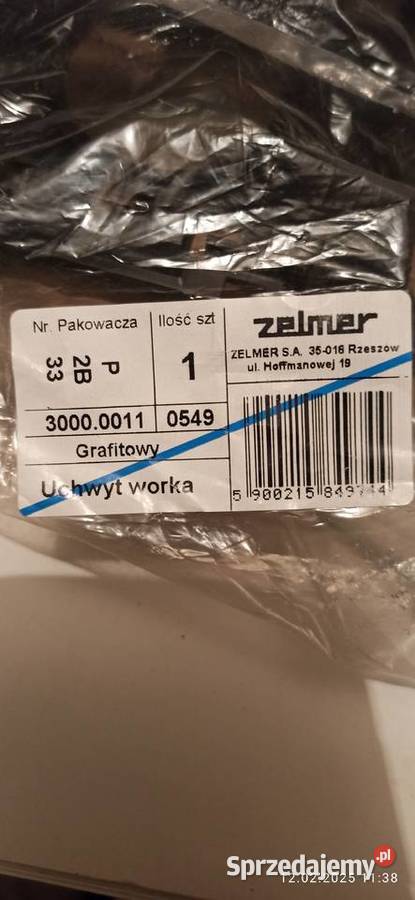 Nr. Pakowacza
Ilość szt
P
2B
33
1
3000.0011
0549
Grafitowy
Uchwyt worka
zelmer
ZELMER S.A. 35-016 Rzeszów
ul. Hoffmanowej 19
5 900215 849744
Sprzedajemy.pl
12.02.2025 11:38